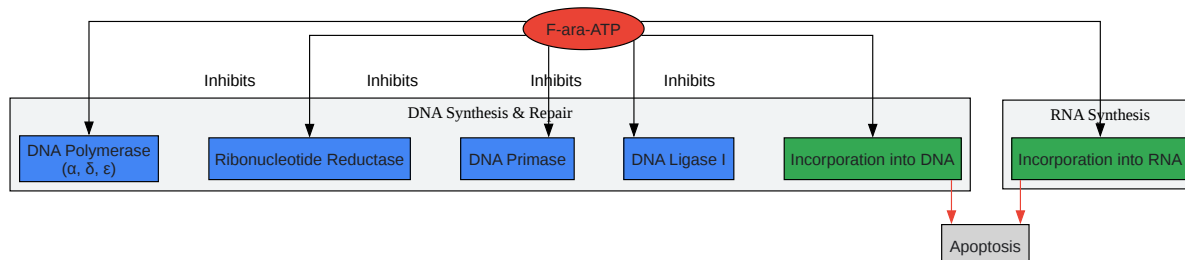 F-ara-ATP
Inhibits
Inhibits
Inhibits
Inhibits
DNA Synthesis & Repair
RNA Synthesis
DNA Polymerase
(α, δ, ε)
Ribonucleotide Reductase
DNA Primase
DNA Ligase I
Incorporation into DNA
Incorporation into RNA
Apoptosis